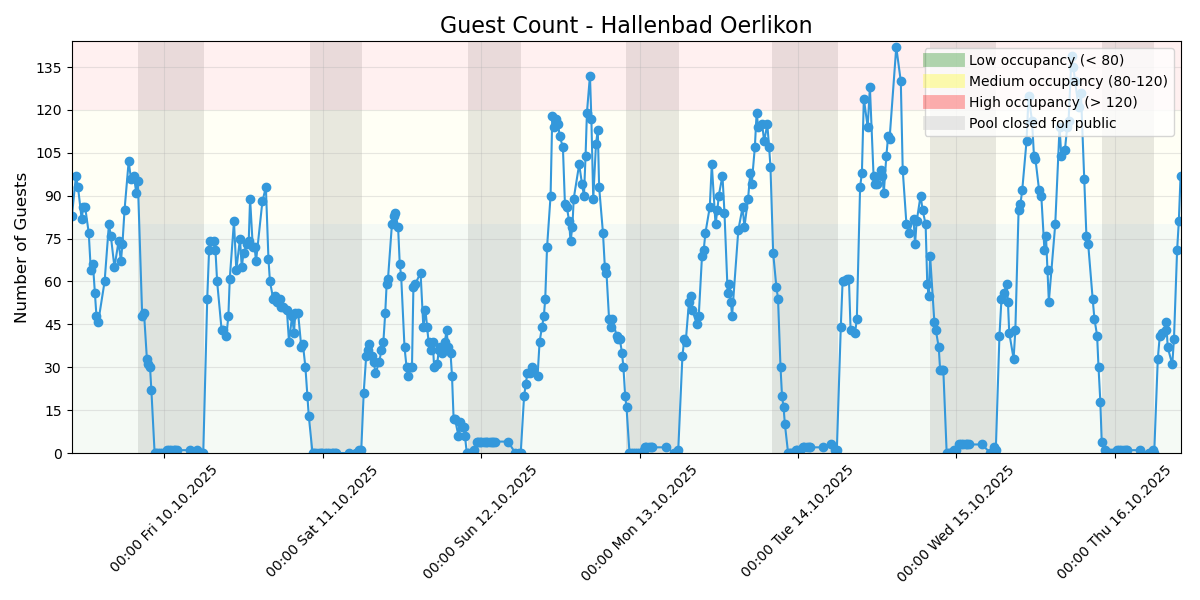 Guest Count - Hallenbad Oerlikon
Number of Guests
135
120
105
90
75
60
45
30
15
0
Low occupancy (< 80)
Medium occupancy (80-120)
High occupancy (> 120)
Pool closed for public
00:00 Fri 10.10.2025
00:00 Sat 11.10.2025
00:00 Sun 12.10.2025
00:00 Mon 13.10.2025
00:00 Tue 14.10.2025
00:00 Wed 15.10.2025
00:00 Thu 16.10.2025